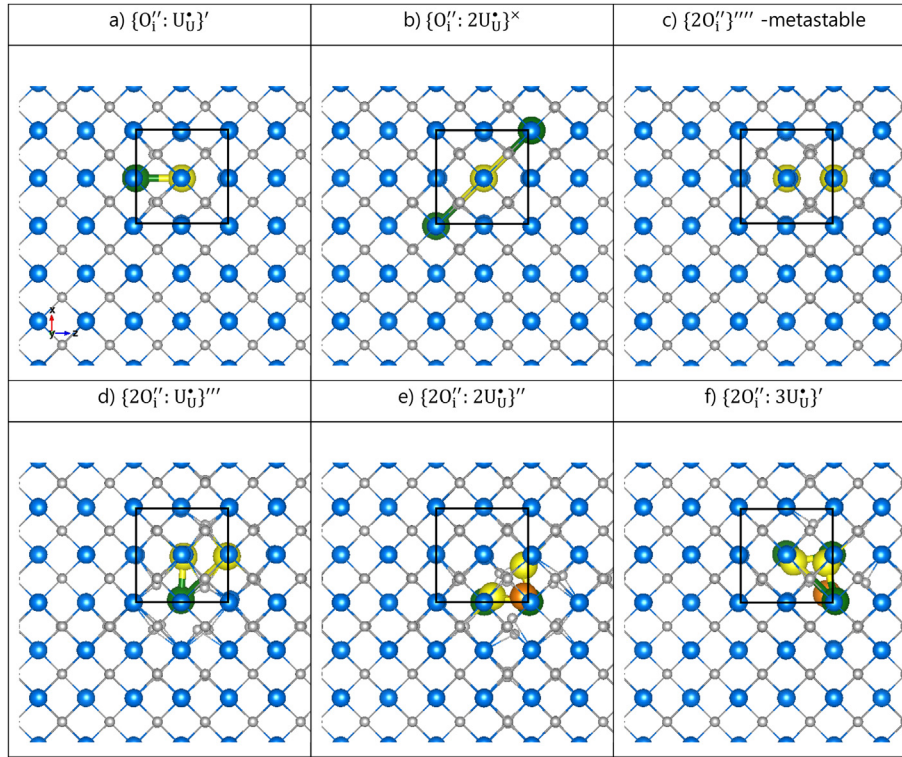 a) {O_i'': U_U^•}'
b) {O_i'': 2U_U^•}^×
c) {2O_i''}'''' -metastable
x
y z
d) {2O_i'': U_U^•}'''
e) {2O_i'': 2U_U^•}''
f) {2O_i'': 3U_U^•}'